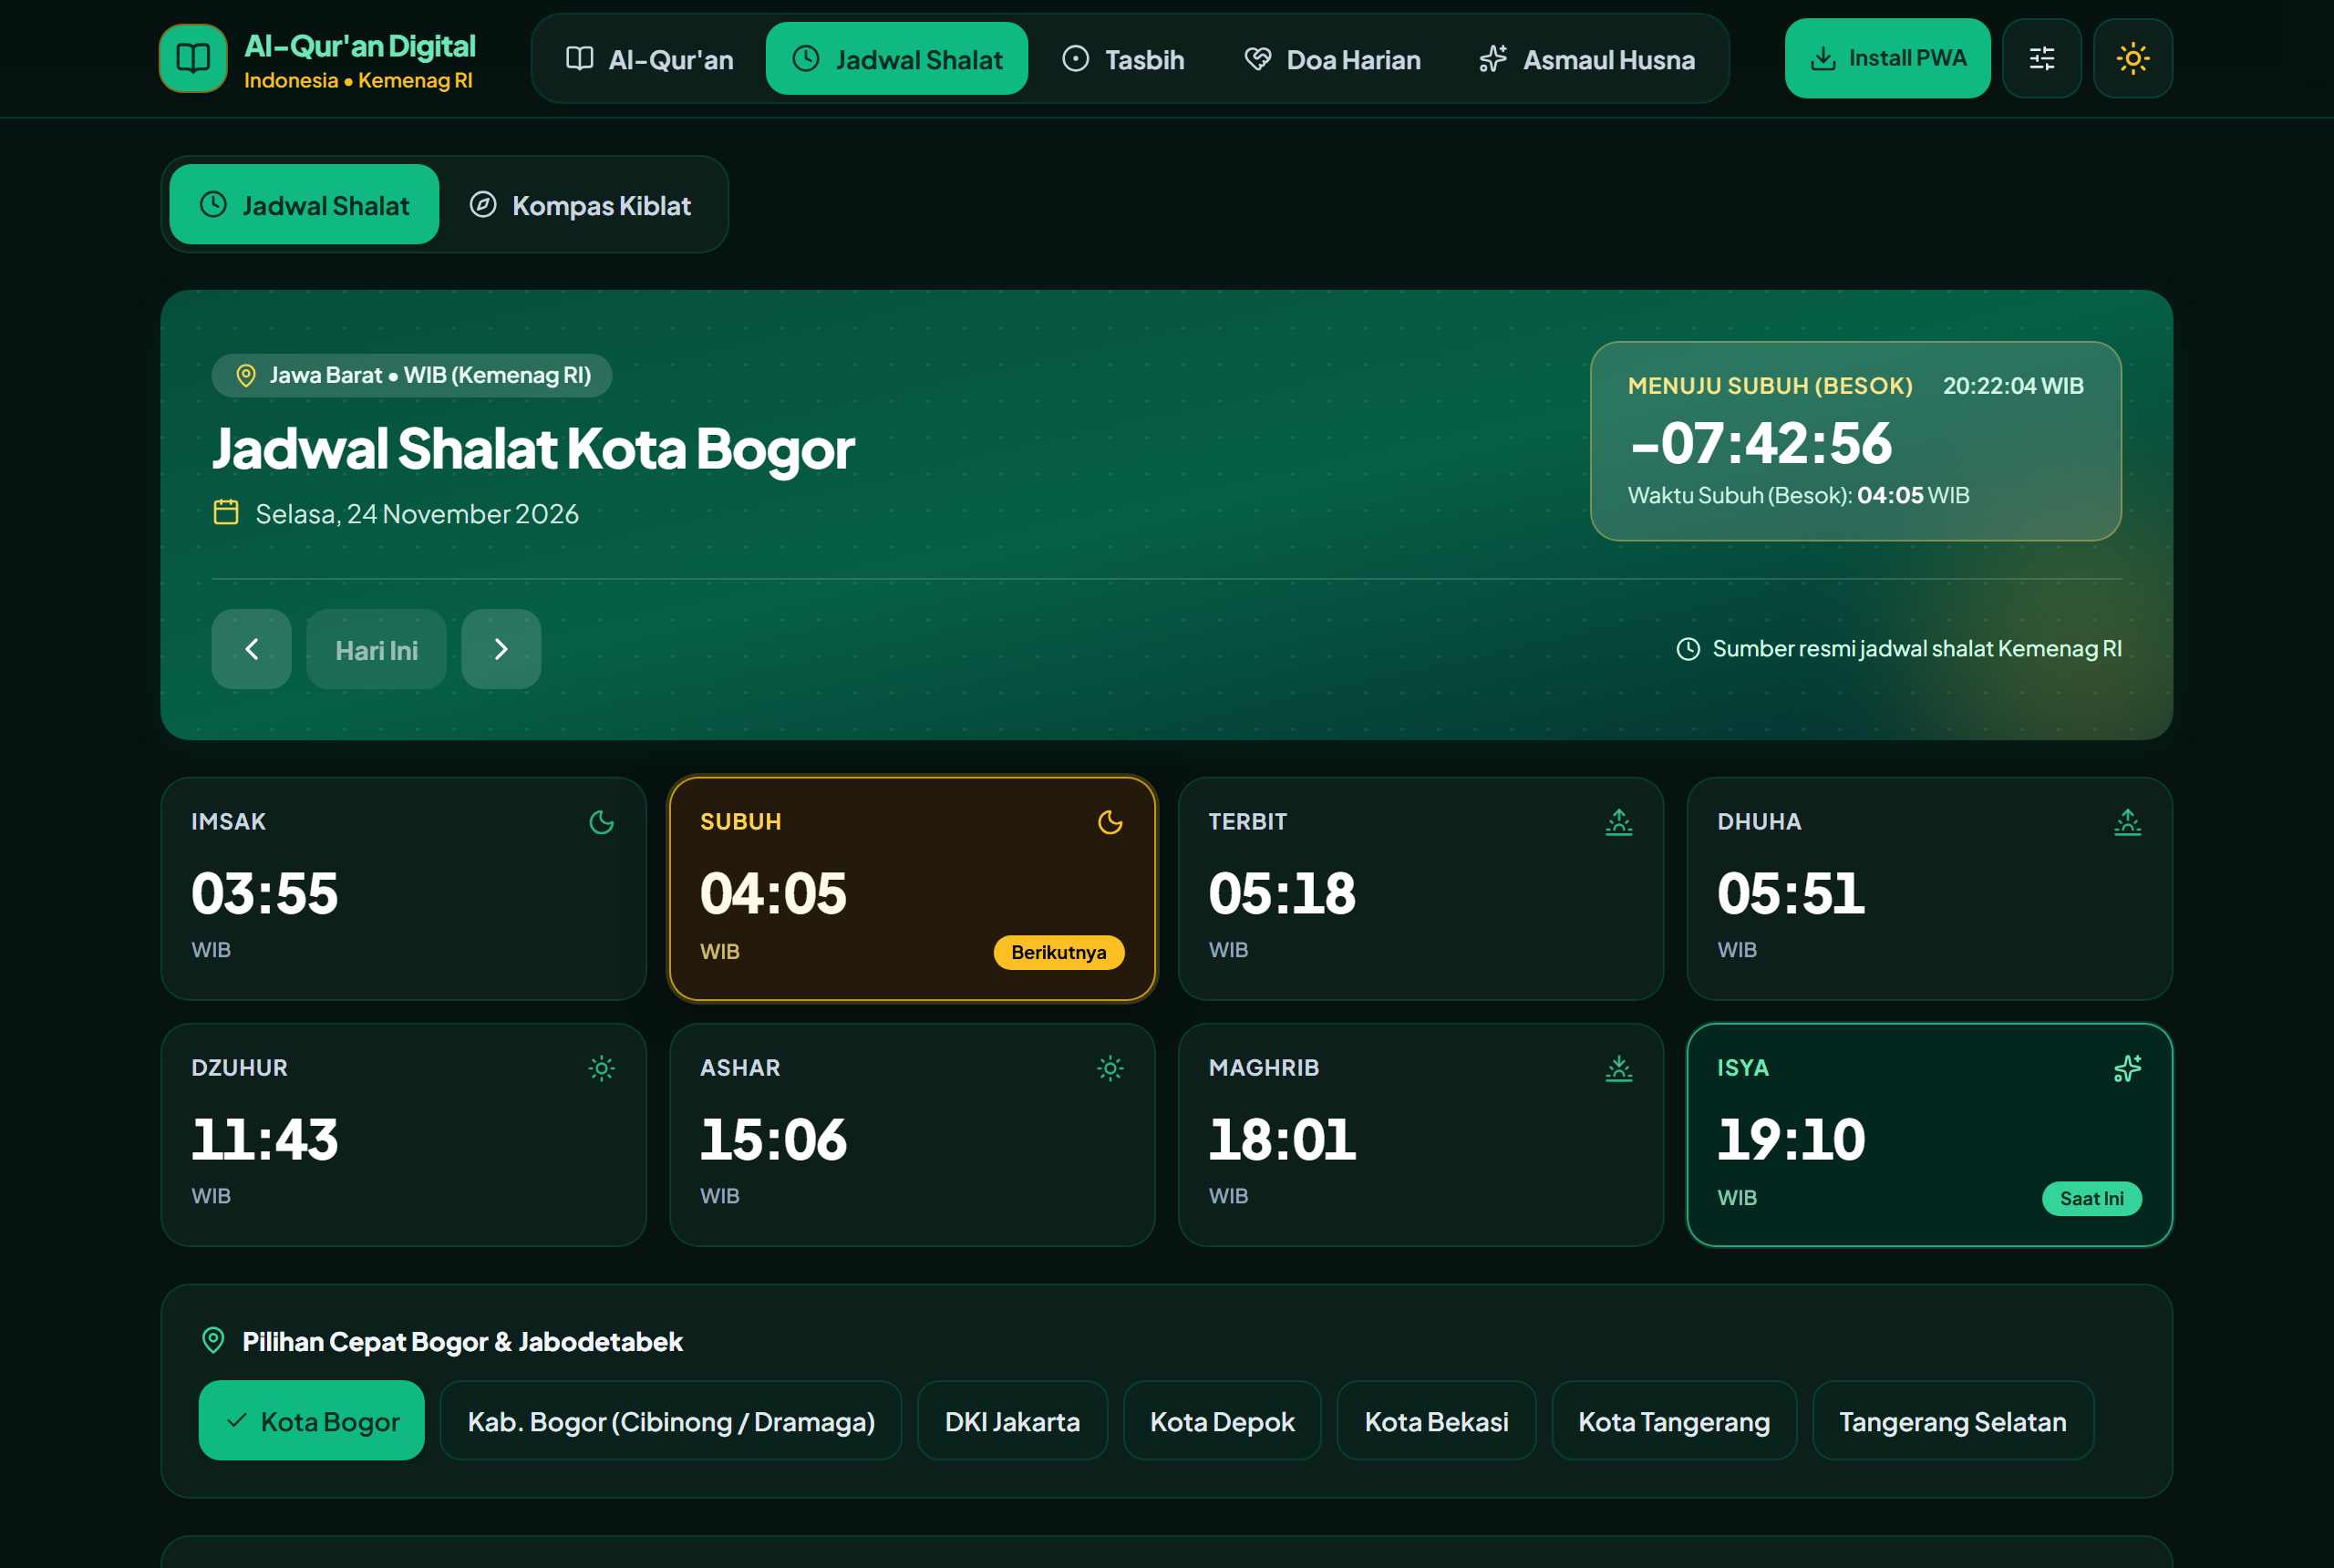 Al-Qur'an Digital
Indonesia • Kemenag RI
Al-Qur'an
Jadwal Shalat
Tasbih
Doa Harian
Asmaul Husna
Install PWA
Jadwal Shalat
Kompas Kiblat
Jawa Barat • WIB (Kemenag RI)
Jadwal Shalat Kota Bogor
Selasa, 24 November 2026
MENUJU SUBUH (BESOK) 20:22:04 WIB
-07:42:56
Waktu Subuh (Besok): 04:05 WIB
Hari Ini
Sumber resmi jadwal shalat Kemenag RI
IMSAK
03:55
WIB
SUBUH
04:05
WIB
Berikutnya
TERBIT
05:18
WIB
DHUHA
05:51
WIB
DZUHUR
11:43
WIB
ASHAR
15:06
WIB
MAGHRIB
18:01
WIB
ISYA
19:10
WIB
Saat Ini
Pilihan Cepat Bogor & Jabodetabek
Kota Bogor
Kab. Bogor (Cibinong / Dramaga)
DKI Jakarta
Kota Depok
Kota Bekasi
Kota Tangerang
Tangerang Selatan